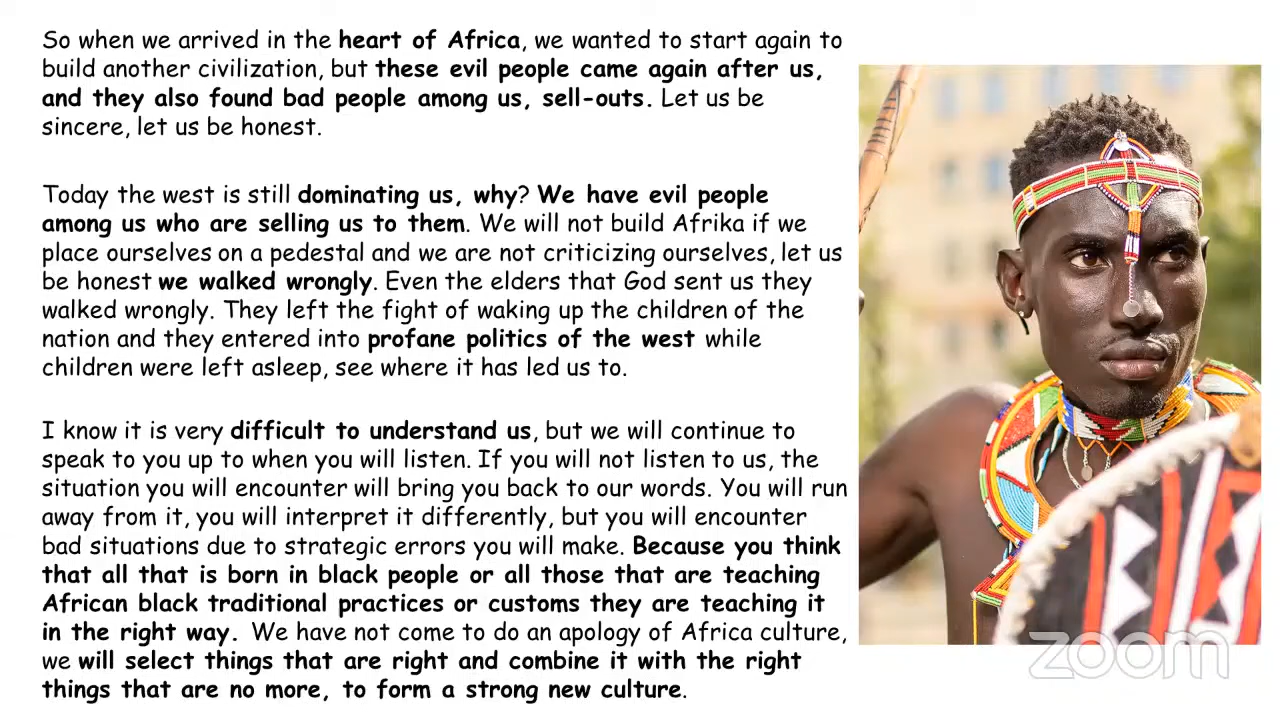 So when we arrived in the heart of Africa, we wanted to start again to
build another civilization, but these evil people came again after us,
and they also found bad people among us, sell-outs. Let us be
sincere, let us be honest.
Today the west is still dominating us, why? We have evil people
among us who are selling us to them. We will not build Afrika if we
place ourselves on a pedestal and we are not criticizing ourselves, let us
be honest we walked wrongly. Even the elders that God sent us they
walked wrongly. They left the fight of waking up the children of the
nation and they entered into profane politics of the west while
children were left asleep, see where it has led us to.
I know it is very difficult to understand us, but we will continue to
speak to you up to when you will listen. If you will not listen to us, the
situation you will encounter will bring you back to our words. You will run
away from it, you will interpret it differently, but you will encounter
bad situations due to strategic errors you will make. Because you think
that all that is born in black people or all those that are teaching
African black traditional practices or customs they are teaching it
in the right way. We have not come to do an apology of Africa culture,
we will select things that are right and combine it with the right
things that are no more, to form a strong new culture.
zoom